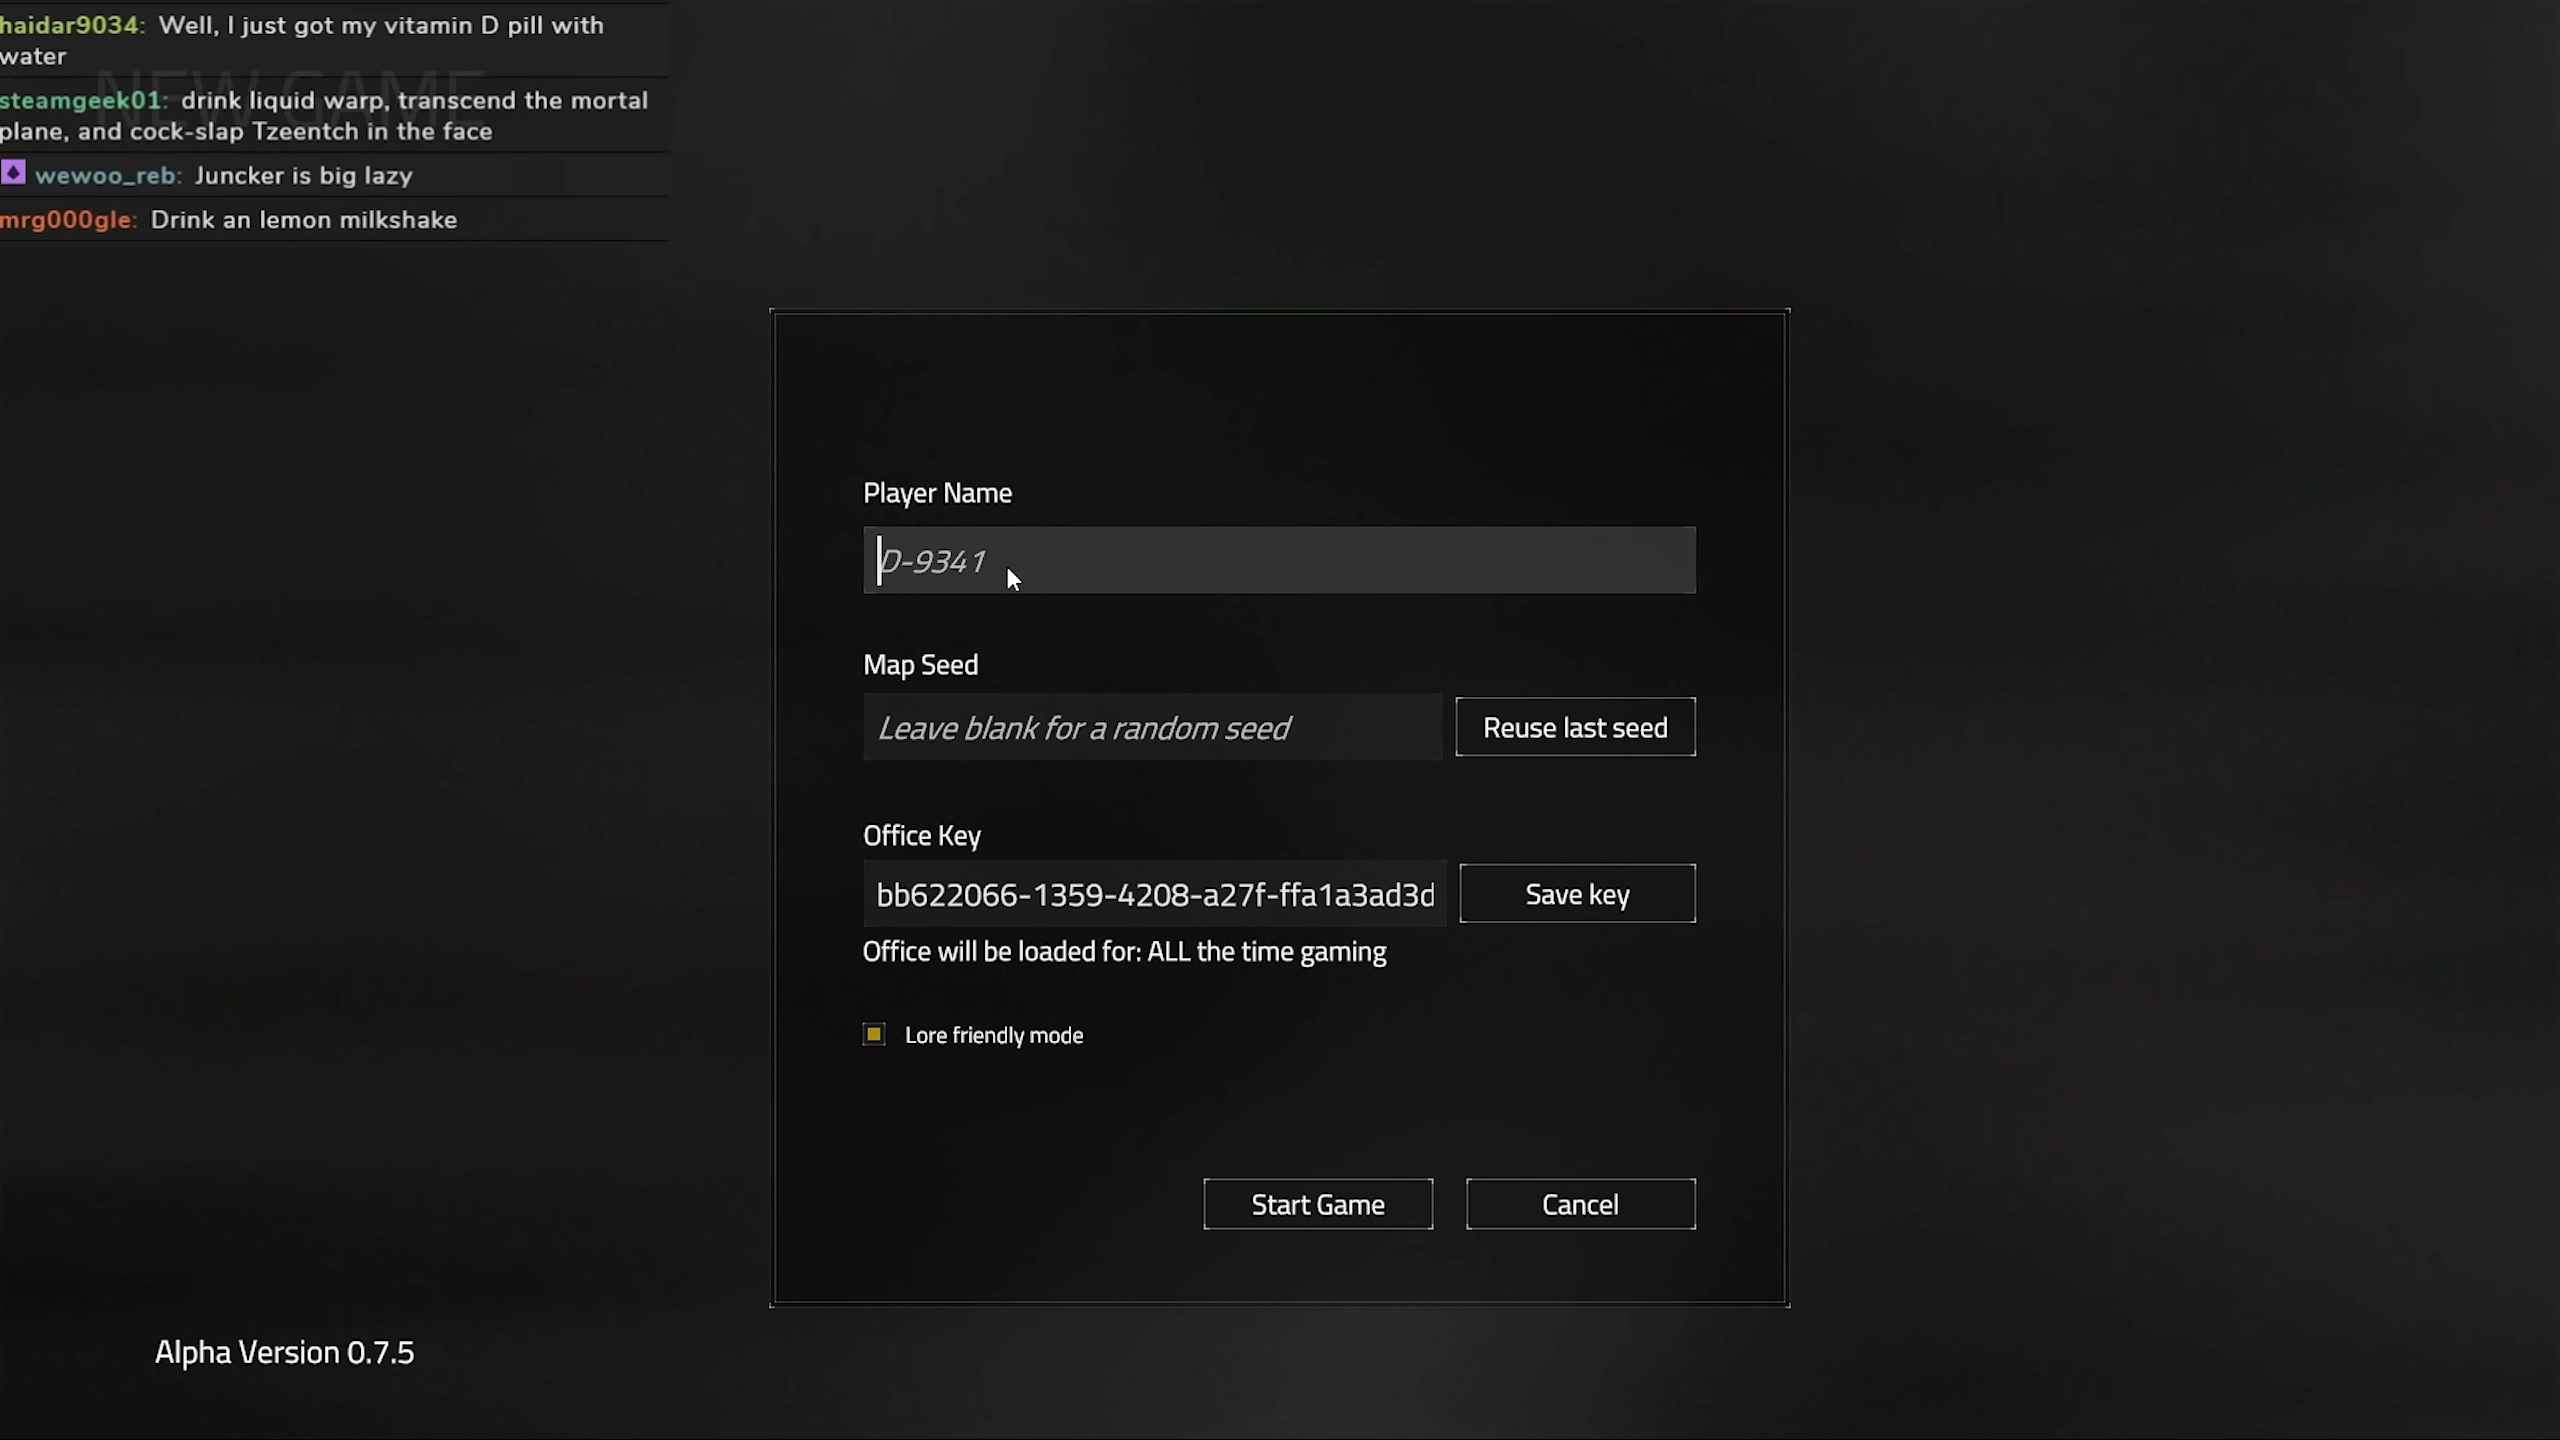 haidar9034: Well, I just got my vitamin D pill with
water
NEW GAME
steamgeek01: drink liquid warp, transcend the mortal
plane, and cock-slap Tzeentch in the face
wewoo_reb: Juncker is big lazy
mrg000gle: Drink an lemon milkshake
Player Name
D-9341
Map Seed
Leave blank for a random seed
Reuse last seed
Office Key
bb622066-1359-4208-a27f-ffa1a3ad3d
Save key
Office will be loaded for: ALL the time gaming
Lore friendly mode
Start Game
Cancel
Alpha Version 0.7.5